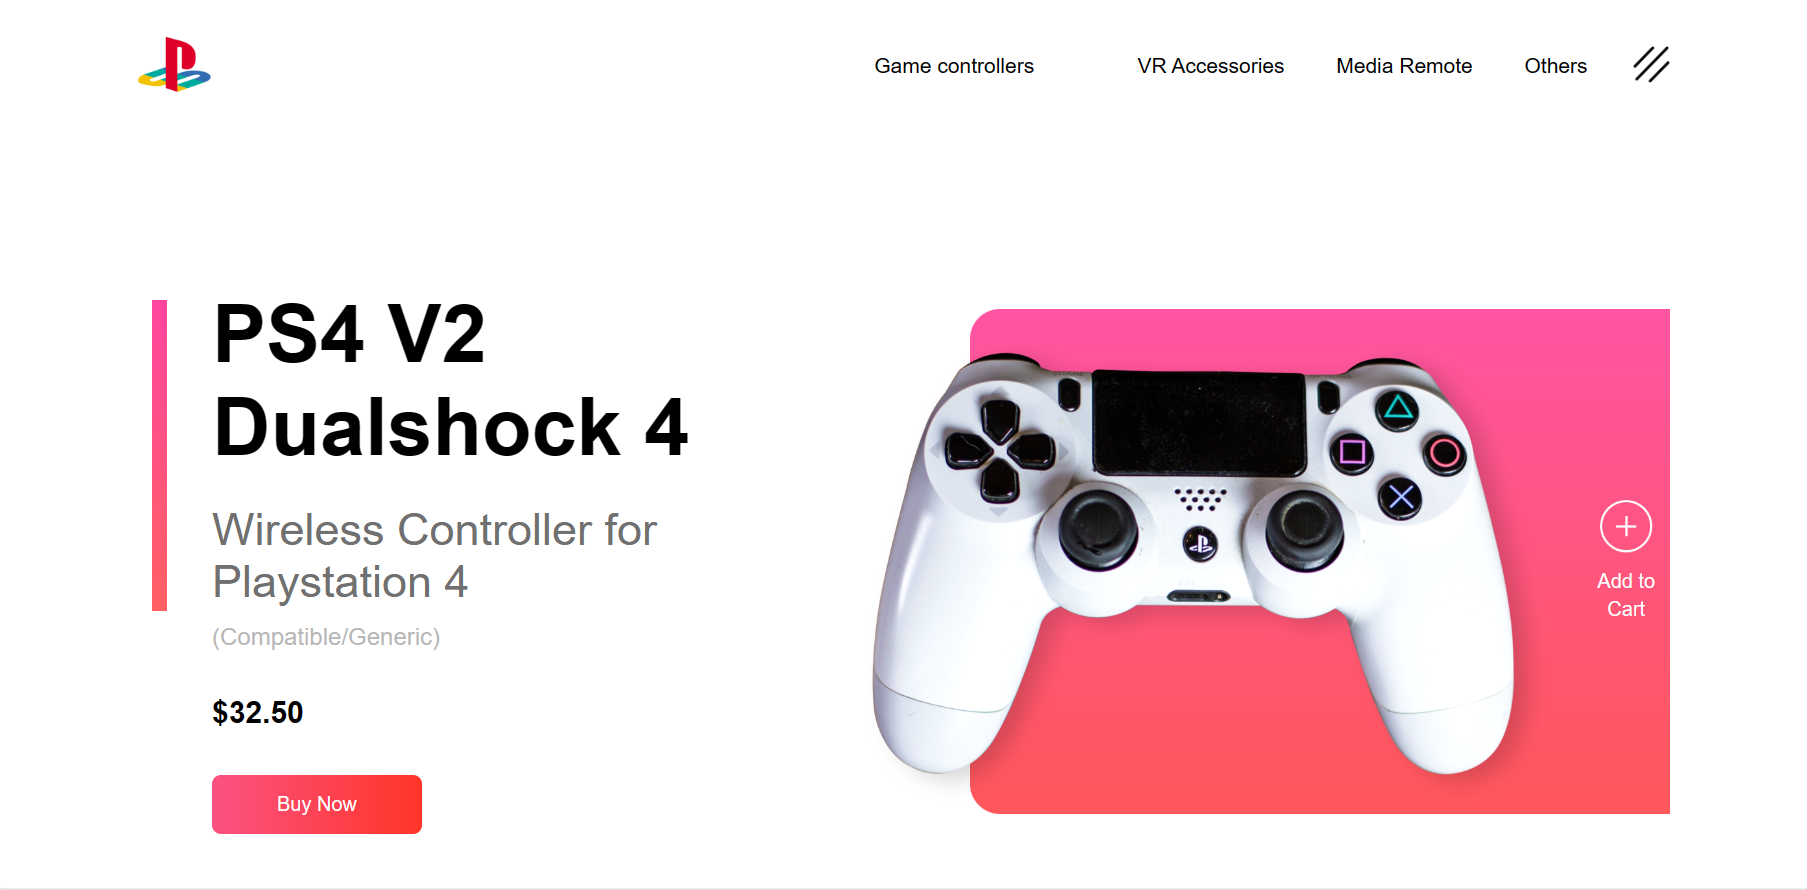 Game controllers VR Accessories Media Remote Others
PS4 V2
Dualshock 4
Wireless Controller for
Playstation 4
(Compatible/Generic)
$32.50
Buy Now
Add to
Cart